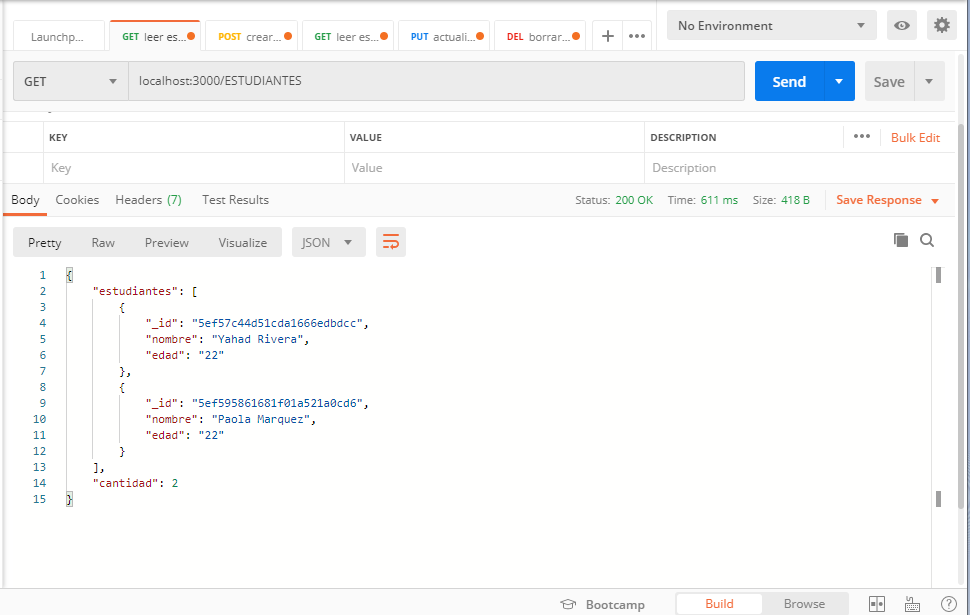 Launchp...
GET leer es...
POST crear...
GET leer es...
PUT actuali...
DEL borrar...
No Environment
GET
localhost:3000/ESTUDIANTES
Send
Save
KEY VALUE DESCRIPTION ••• Bulk Edit
Key Value Description
Body Cookies Headers (7) Test Results Status: 200 OK Time: 611 ms Size: 418 B Save Response
Pretty Raw Preview Visualize JSON
1 {
2 "estudiantes": [
3 {
4 "_id": "5ef57c44d51cda1666edbdcc",
5 "nombre": "Yahad Rivera",
6 "edad": "22"
7 },
8 {
9 "_id": "5ef595861681f01a521a0cd6",
10 "nombre": "Paola Marquez",
11 "edad": "22"
12 }
13 ],
14 "cantidad": 2
15 }
Bootcamp Build Browse